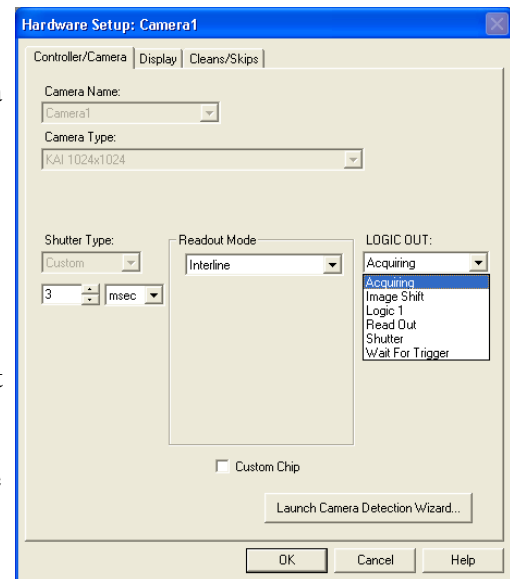 Hardware Setup: Camera1
Controller/Camera Display Cleans/Skips
Camera Name:
Camera1
Camera Type:
KAI 1024x1024
Shutter Type:
Custom
3 msec
Readout Mode
Interline
LOGIC OUT:
Acquiring
Acquiring
Image Shift
Logic 1
Read Out
Shutter
Wait For Trigger
Custom Chip
Launch Camera Detection Wizard...
OK Cancel Help